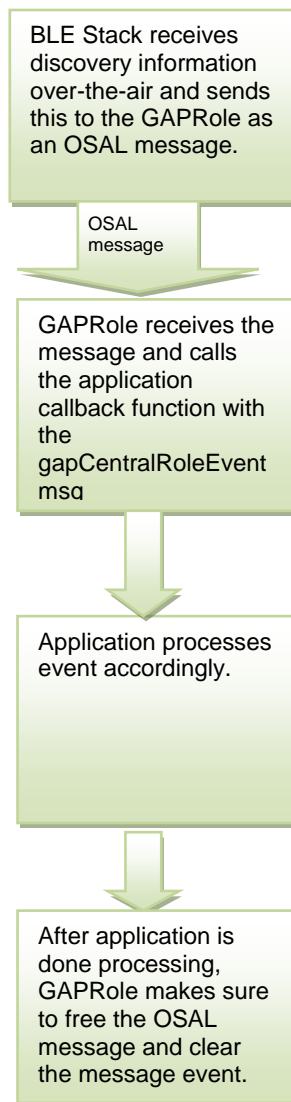 BLE Stack receives
discovery information
over-the-air and sends
this to the GAPRole as
an OSAL message.
OSAL
message
GAPRole receives the
message and calls
the application
callback function with
the
gapCentralRoleEvent
msg
Application processes
event accordingly.
After application is
done processing,
GAPRole makes sure
to free the OSAL
message and clear
the message event.